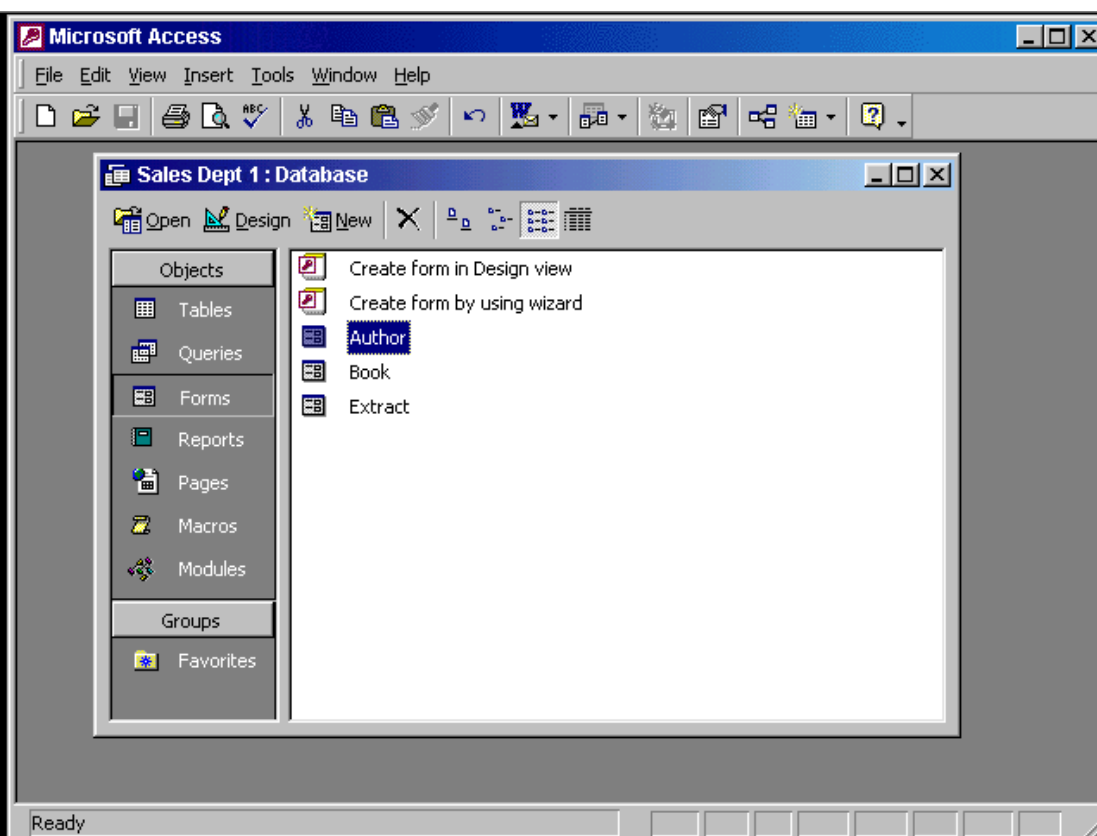 Microsoft Access
File Edit View Insert Tools Window Help
ABC
W
Sales Dept 1 : Database
Open Design New
Objects
Tables
Queries
Forms
Reports
Pages
Macros
Modules
Groups
Favorites
Create form in Design view
Create form by using wizard
Author
Book
Extract
Ready